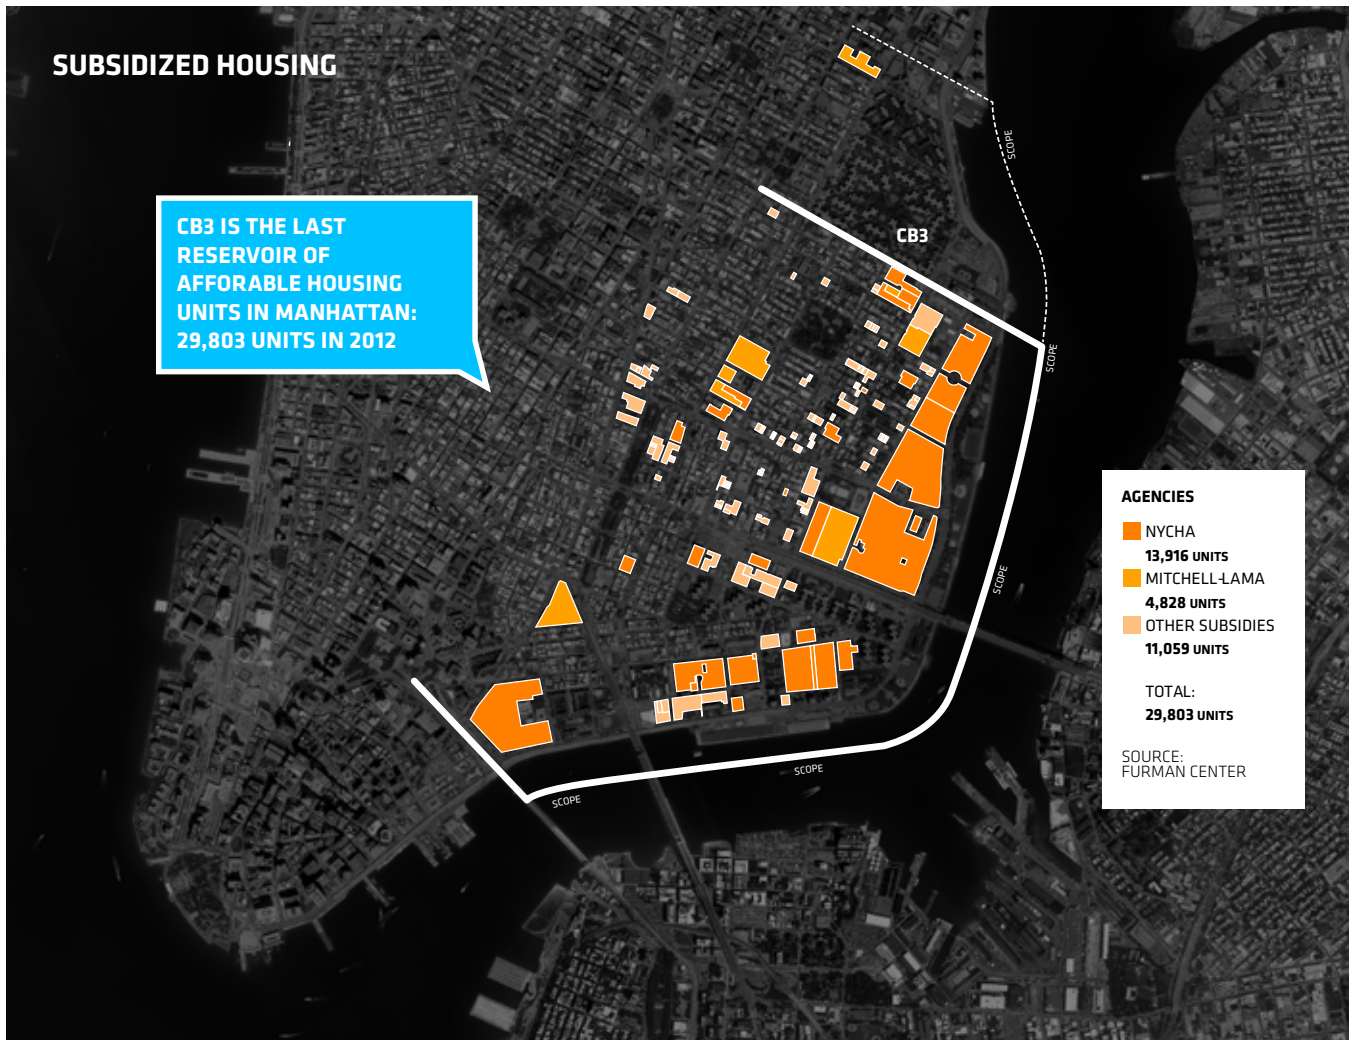 SUBSIDIZED HOUSING
SCOPE
CB3 IS THE LAST
RESERVOIR OF
AFFORABLE HOUSING
UNITS IN MANHATTAN:
29,803 UNITS IN 2012
CB3
SCOPE
AGENCIES
NYCHA
13,916 UNITS
MITCHELL-LAMA
4,828 UNITS
OTHER SUBSIDIES
11,059 UNITS
TOTAL:
29,803 UNITS
SOURCE:
FURMAN CENTER
SCOPE
SCOPE
SCOPE